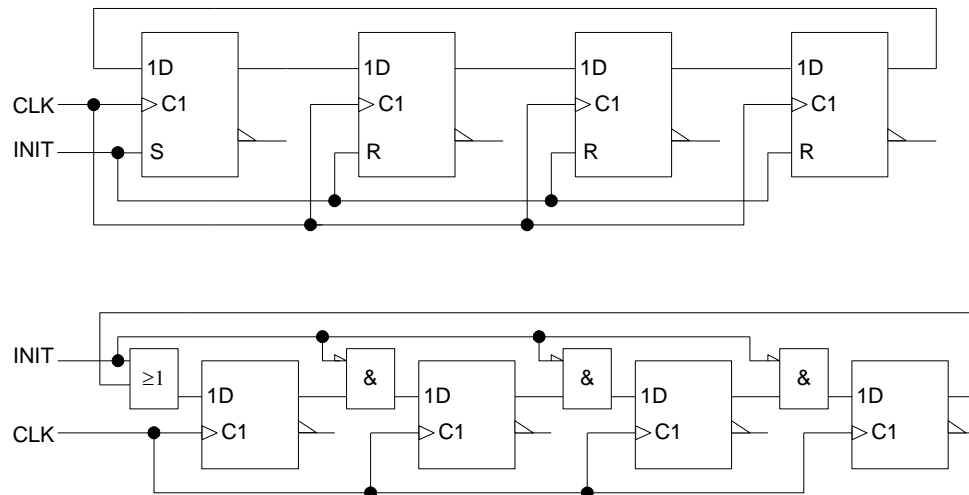 1D 1D 1D 1D
CLK C1 C1 C1 C1
INIT S R R R
INIT ≥1 & & &
1D 1D 1D 1D
CLK C1 C1 C1 C1